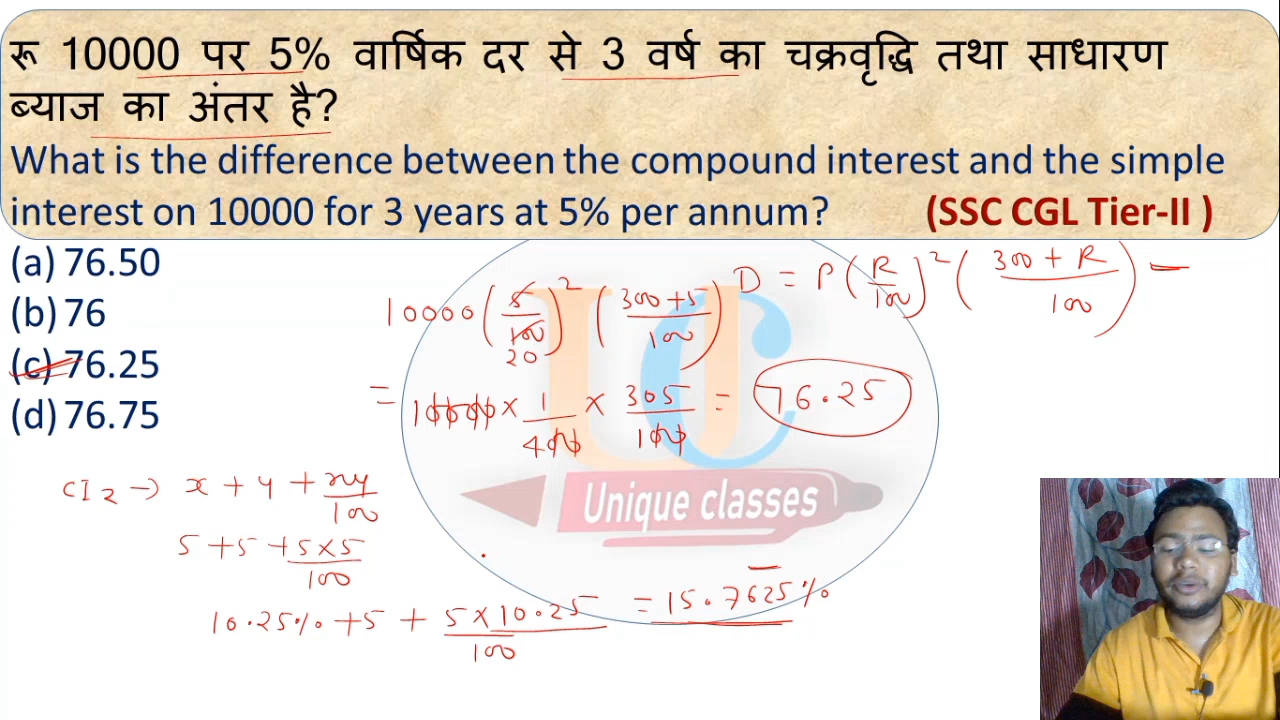 रू 10000 पर 5% वार्षिक दर से 3 वर्ष का चक्रवृद्धि तथा साधारण
ब्याज का अंतर है?
What is the difference between the compound interest and the simple
interest on 10000 for 3 years at 5% per annum? (SSC CGL Tier-II )
(a) 76.50
(b) 76
(c) 76.25
(d) 76.75
D = P (R/100)² (300 + R/100)
10000 (5/100)² (300 + 5/100)
20
= 10000 × 1/400 × 305/100 = 76.25
CI2 → x + y + xy/100
5 + 5 + 5×5/100
10.25% + 5 + 5×10.25/100 = 15.7625%
UC
Unique classes